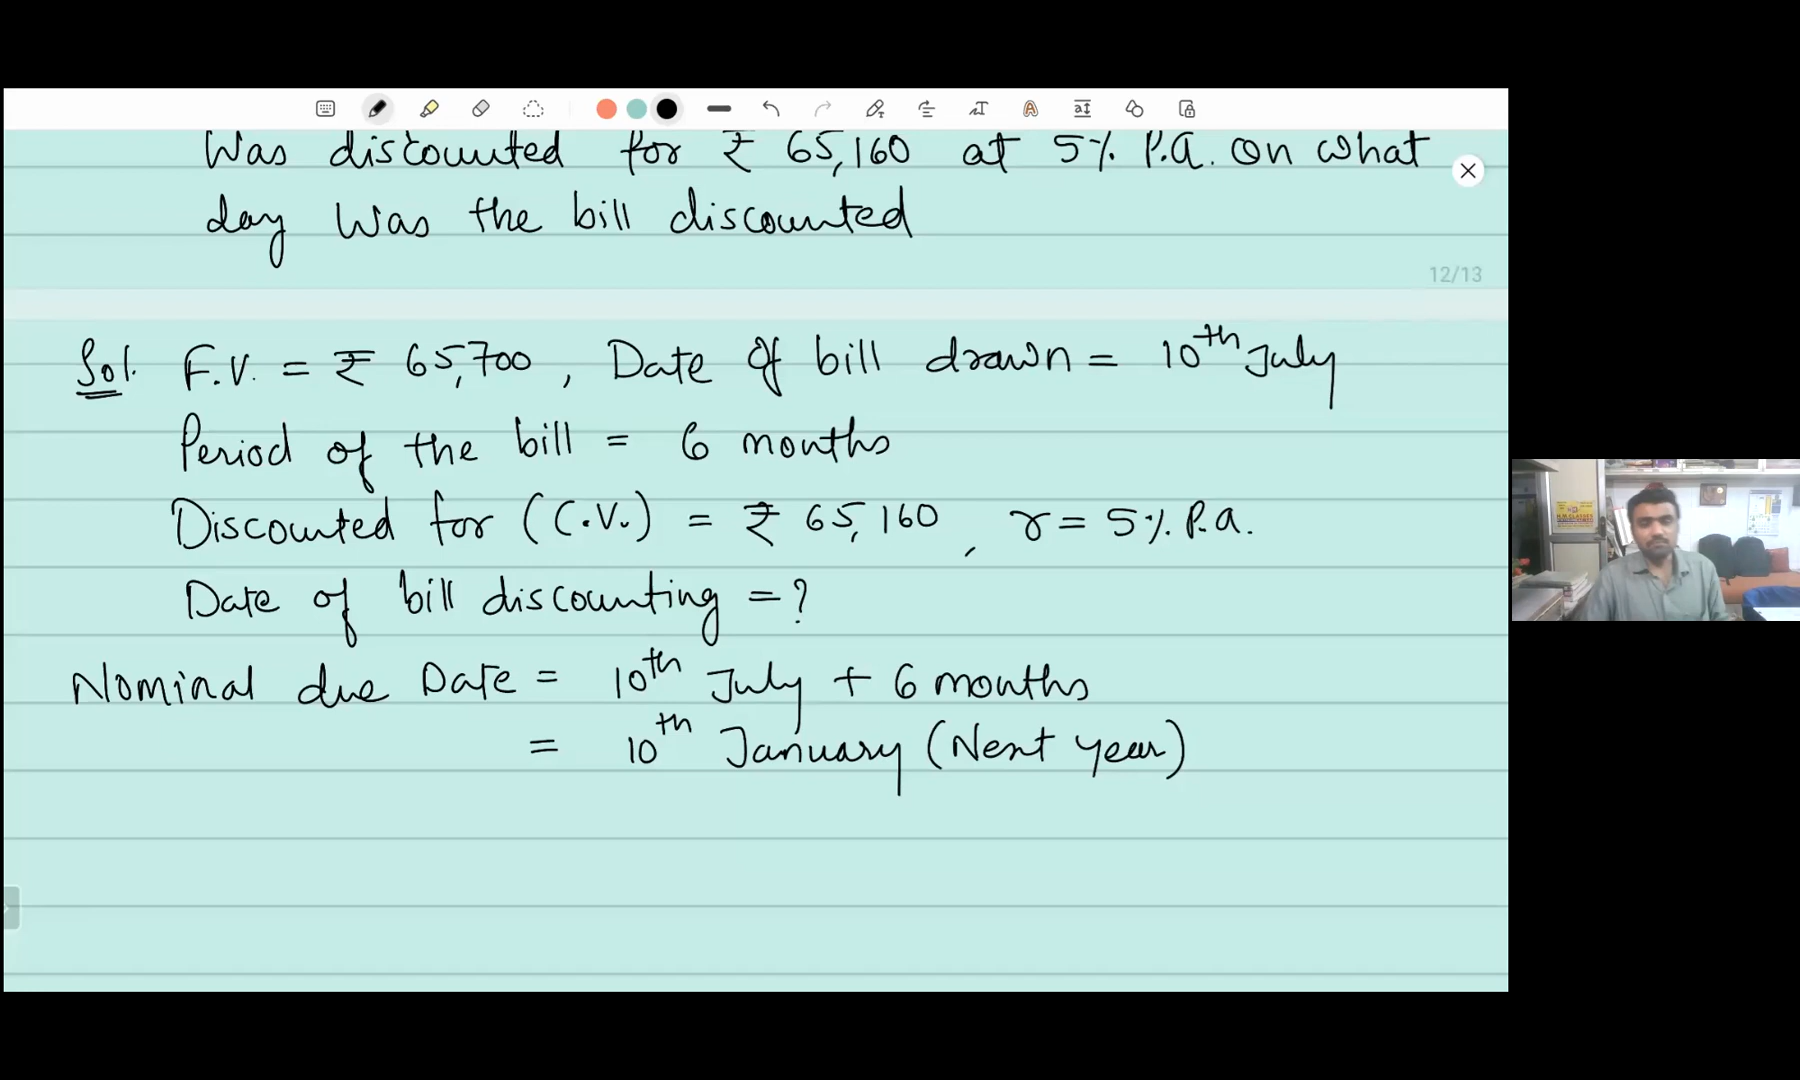 Was discounted for ₹ 65,160 at 5% P.a. on what
day was the bill discounted
12/13
Sol. F.V. = ₹ 65,700, Date of bill drawn = 10th July
Period of the bill = 6 months
Discounted for (C.V.) = ₹ 65,160, r = 5% P.a.
Date of bill discounting = ?
Nominal due Date = 10th July + 6 months
= 10th January (Next year)